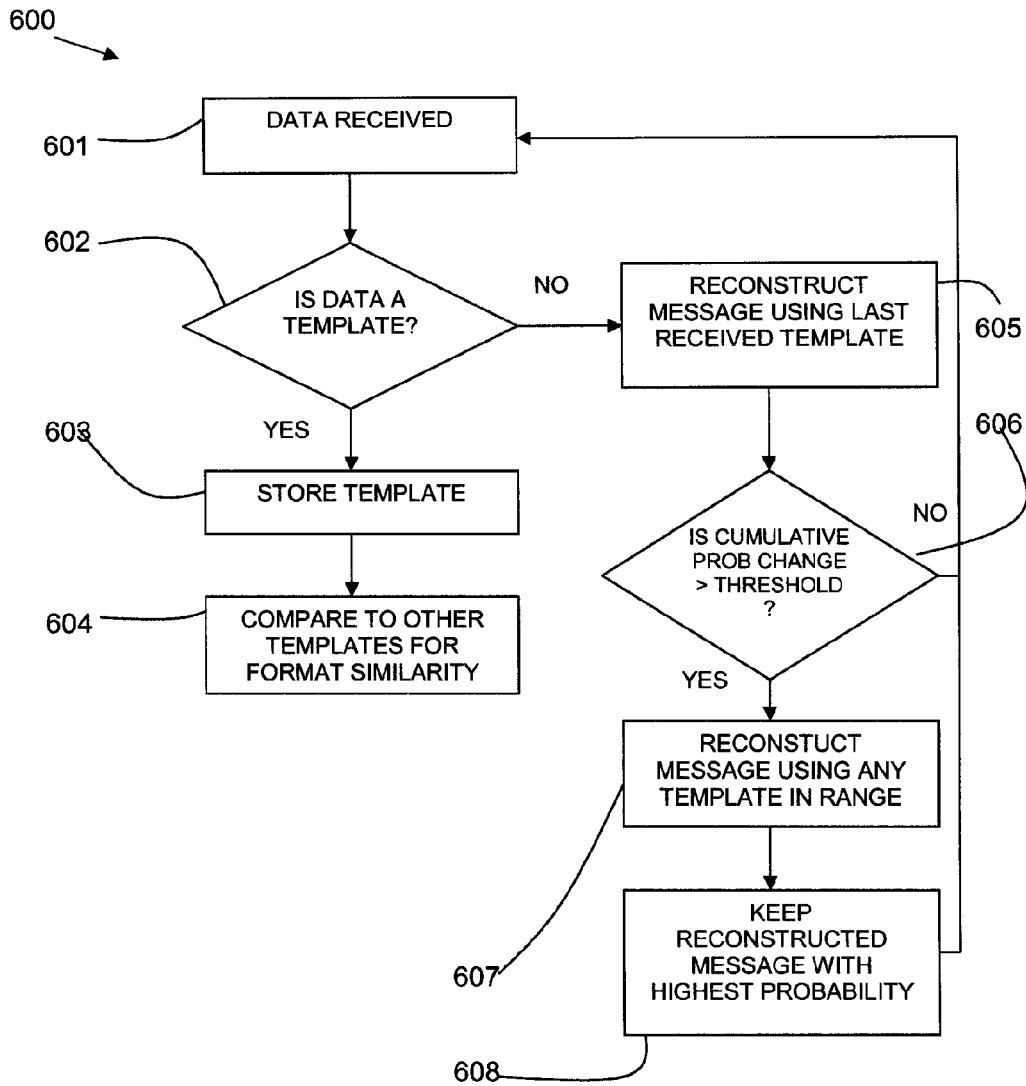 600
DATA RECEIVED
601
602
IS DATA A
TEMPLATE?
NO
RECONSTRUCT
MESSAGE USING LAST
RECEIVED TEMPLATE
605
YES
603
STORE TEMPLATE
606
IS CUMULATIVE
PROB CHANGE
> THRESHOLD
?
NO
604
COMPARE TO OTHER
TEMPLATES FOR
FORMAT SIMILARITY
YES
RECONSTUCT
MESSAGE USING ANY
TEMPLATE IN RANGE
607
KEEP
RECONSTRUCTED
MESSAGE WITH
HIGHEST PROBABILITY
608